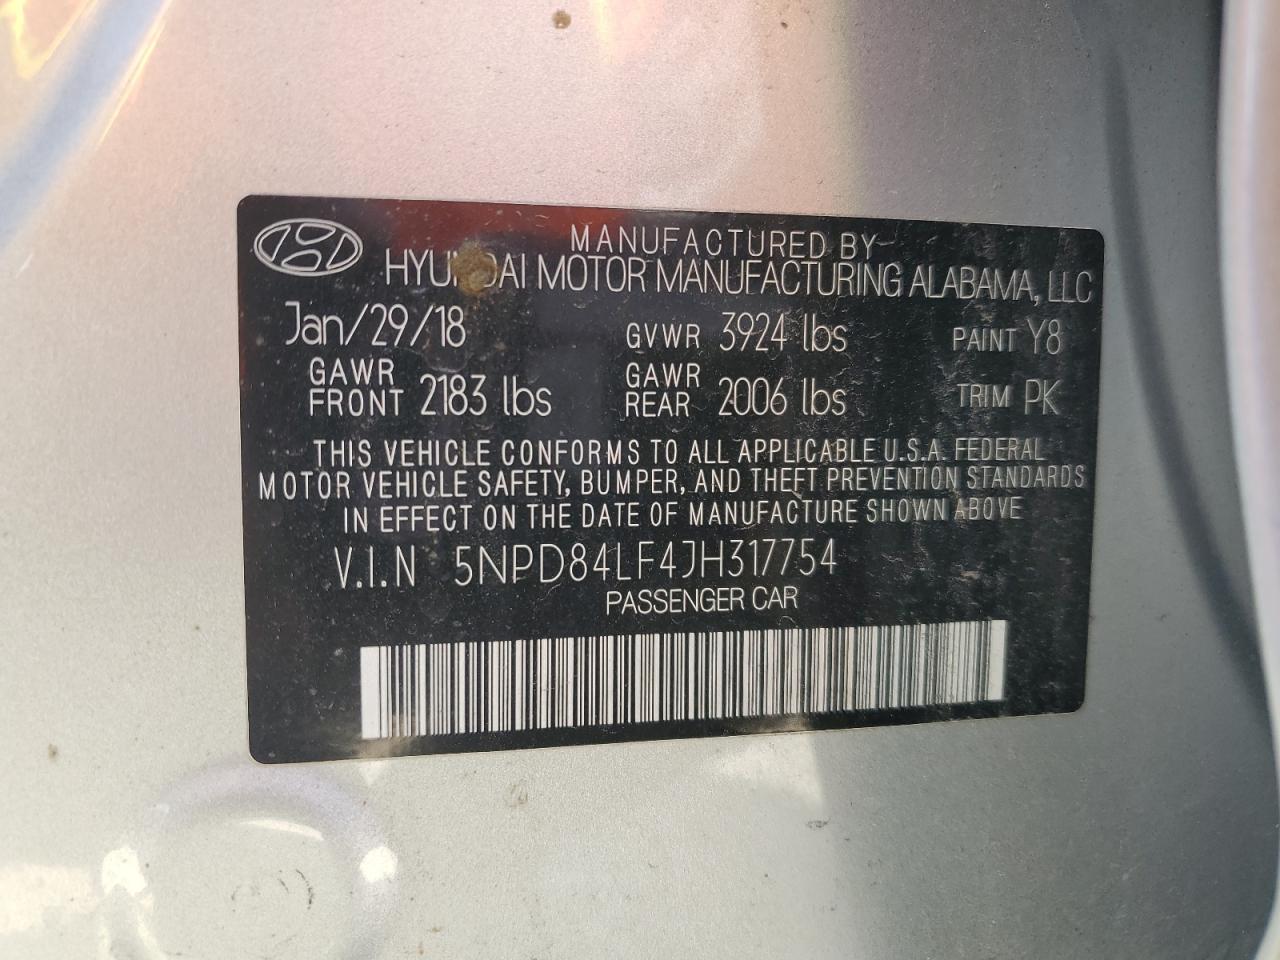 MANUFACTURED BY
HYUNDAI MOTOR MANUFACTURING ALABAMA, LLC
Jan/29/18 GVWR 3924 lbs PAINT Y8
GAWR FRONT 2183 lbs GAWR REAR 2006 lbs TRIM PK
THIS VEHICLE CONFORMS TO ALL APPLICABLE U.S.A. FEDERAL
MOTOR VEHICLE SAFETY, BUMPER, AND THEFT PREVENTION STANDARDS
IN EFFECT ON THE DATE OF MANUFACTURE SHOWN ABOVE
V.I.N 5NPD84LF4JH317754
PASSENGER CAR